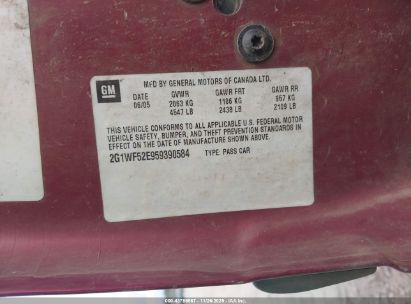 GM
MFD BY GENERAL MOTORS OF CANADA LTD.
DATE GVWR GAWR FRT GAWR RR
06/05 2063 KG 1106 KG 957 KG
4547 LB 2438 LB 2109 LB
THIS VEHICLE CONFORMS TO ALL APPLICABLE U.S. FEDERAL MOTOR
VEHICLE SAFETY, BUMPER, AND THEFT PREVENTION STANDARDS IN
EFFECT ON THE DATE OF MANUFACTURE SHOWN ABOVE.
2G1WF52E959390584 TYPE: PASS CAR